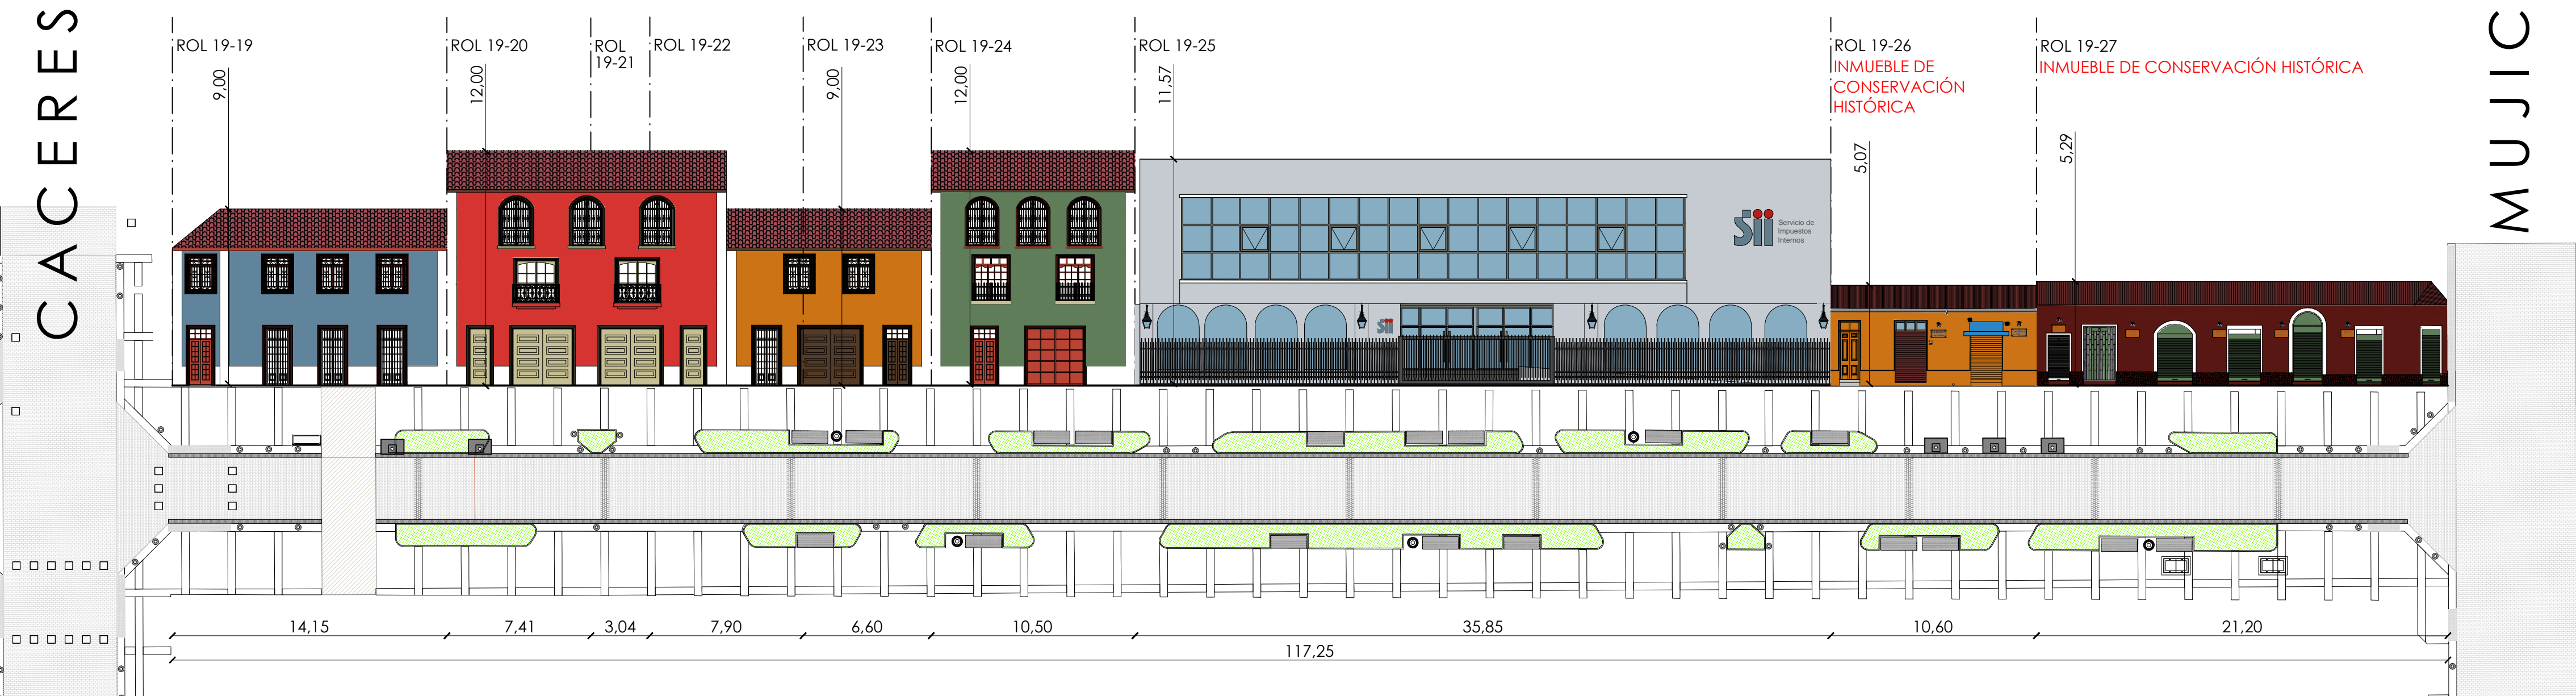 CACERES
ROL 19-19
9,00
ROL 19-20
12,00
ROL
19-21
ROL 19-22
ROL 19-23
9,00
ROL 19-24
12,00
ROL 19-25
11,57
ROL 19-26
INMUEBLE DE
CONSERVACIÓN
HISTÓRICA
5,07
ROL 19-27
INMUEBLE DE CONSERVACIÓN HISTÓRICA
5,29
MUJIC
sii
Servicio de
Impuestos
Internos
sii
14,15
7,41
3,04
7,90
6,60
10,50
35,85
10,60
21,20
117,25